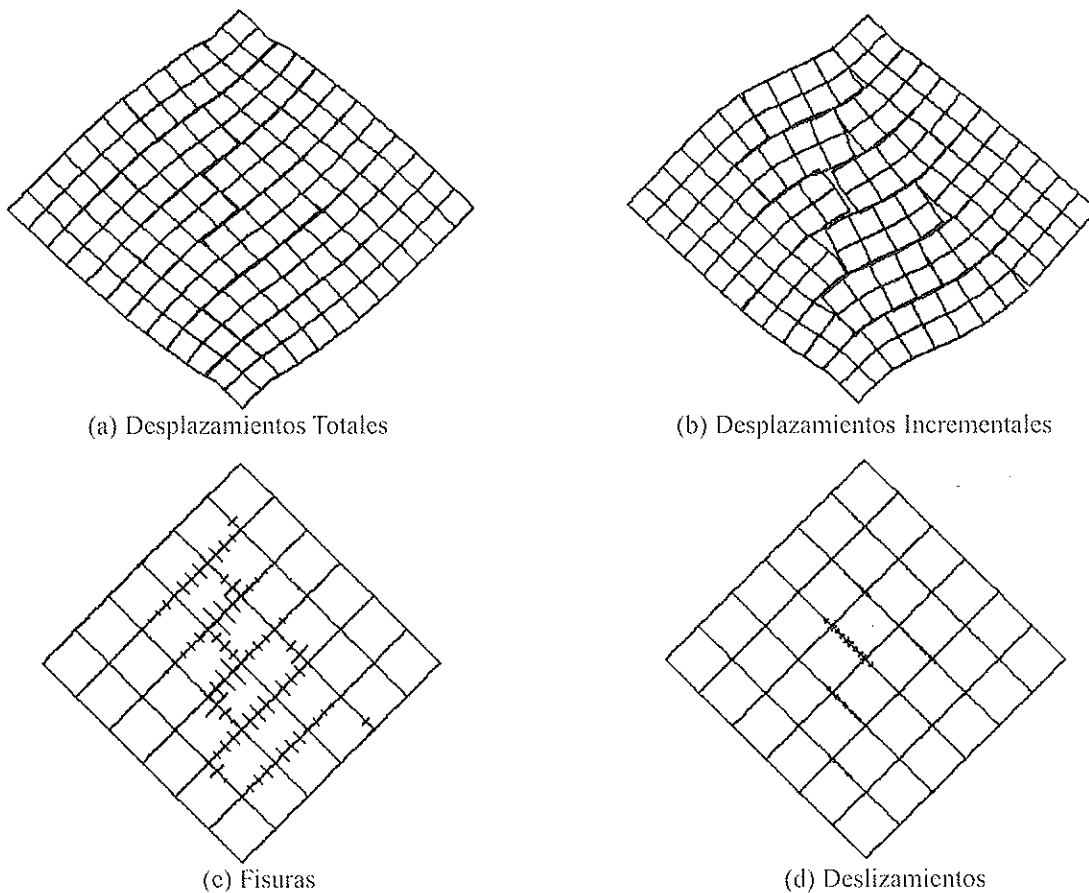 (a) Desplazamientos Totales
(b) Desplazamientos Incrementales
(c) Fisuras
(d) Deslizamientos